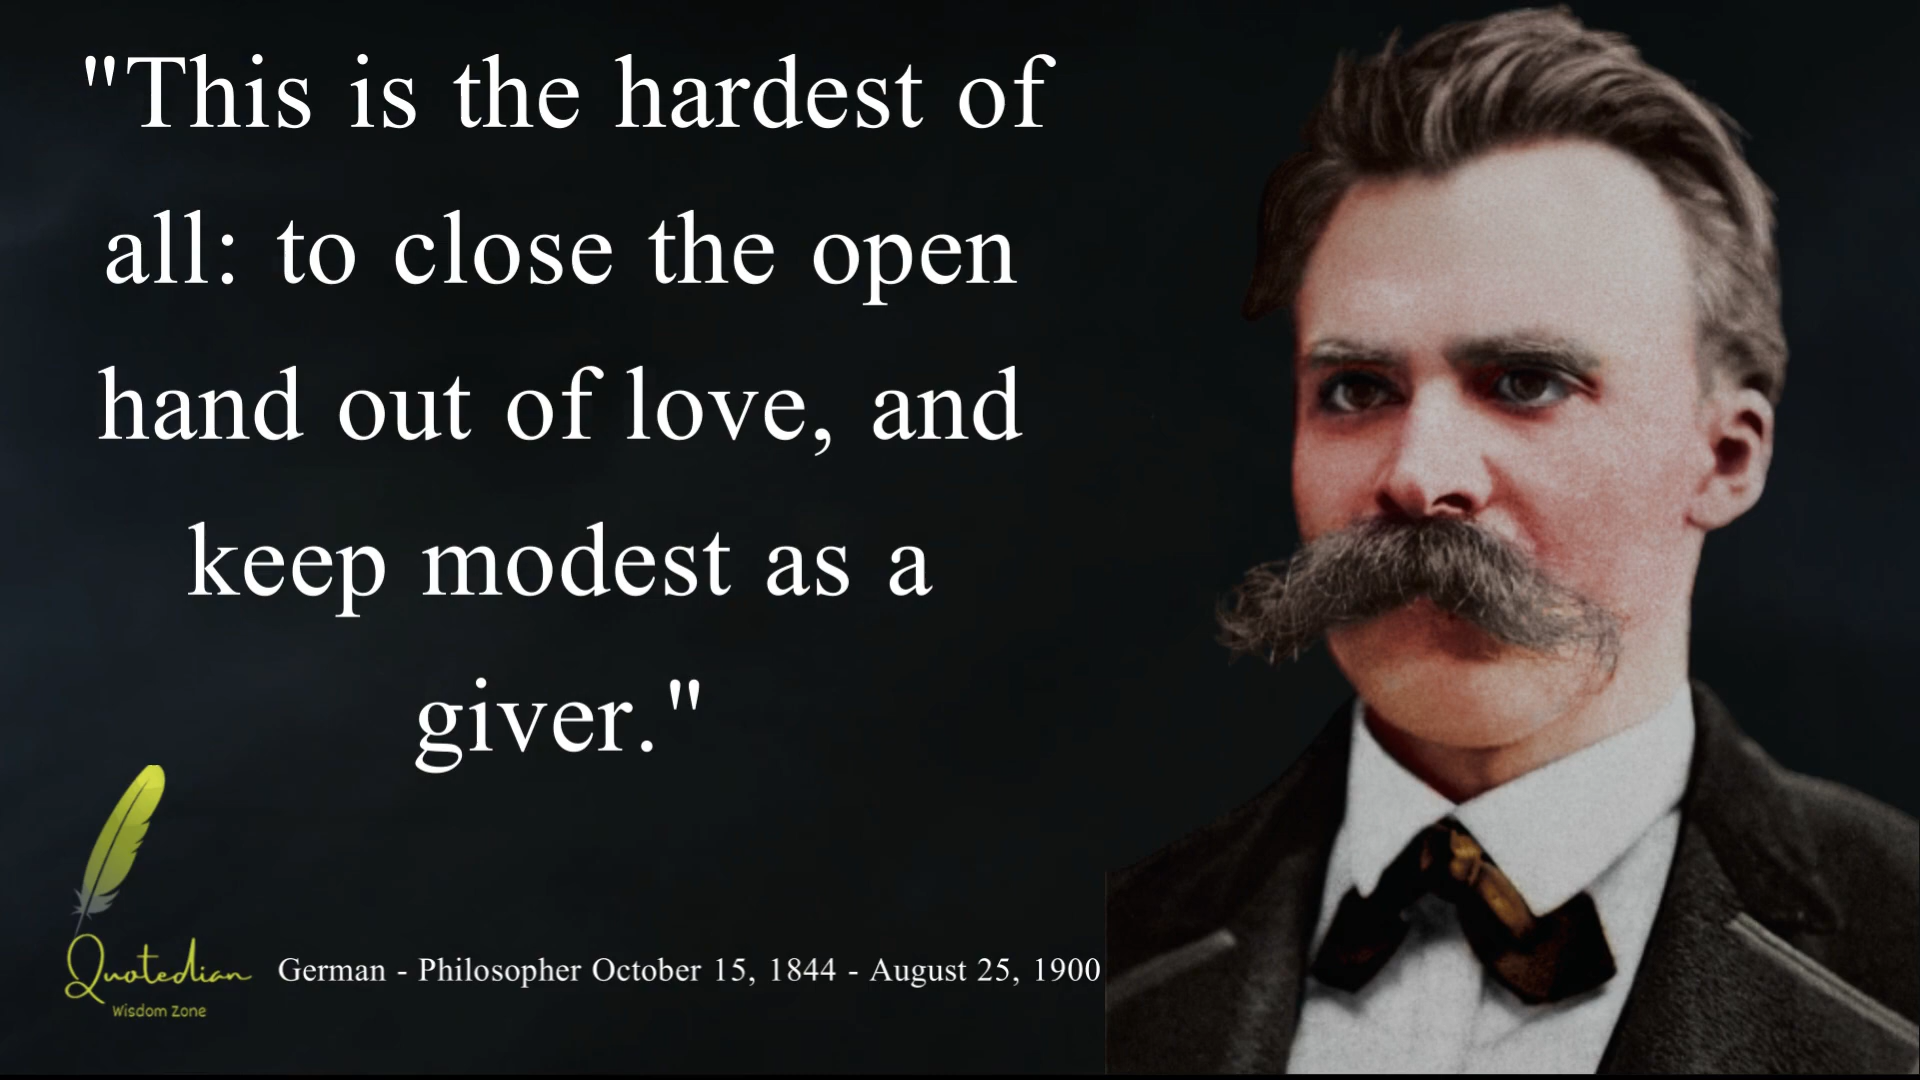 "This is the hardest of
all: to close the open
hand out of love, and
keep modest as a
giver."
Quotedian
Wisdom Zone
German - Philosopher October 15, 1844 - August 25, 1900